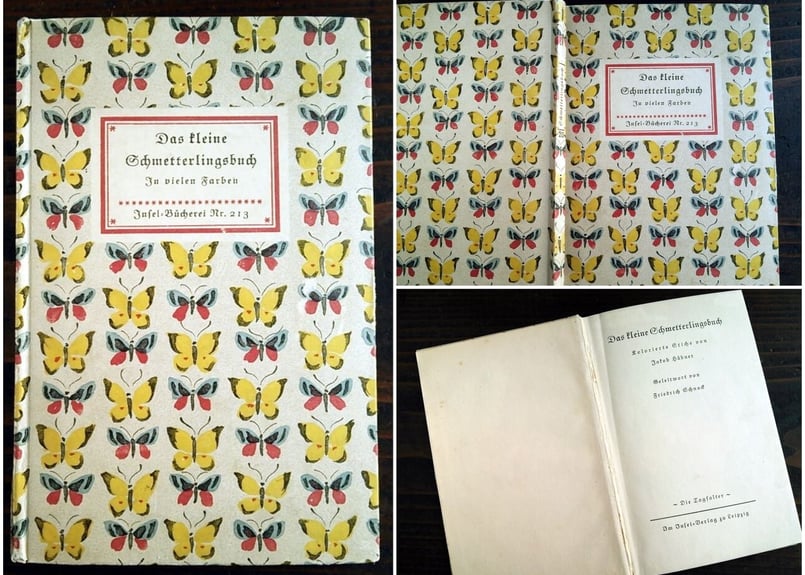 Das kleine
Schmetterlingsbuch
In vielen Farben
Insel-Bücherei Nr. 213
Das kleine
Schmetterlingsbuch
In vielen Farben
Insel-Bücherei Nr. 213
Das kleine Schmetterlingsbuch
Kolorierte Stiche von
Jakob Hübner
Geleitwort von
Friedrich Schnack
~ Die Tagfalter ~
Im Insel-Verlag zu Leipzig